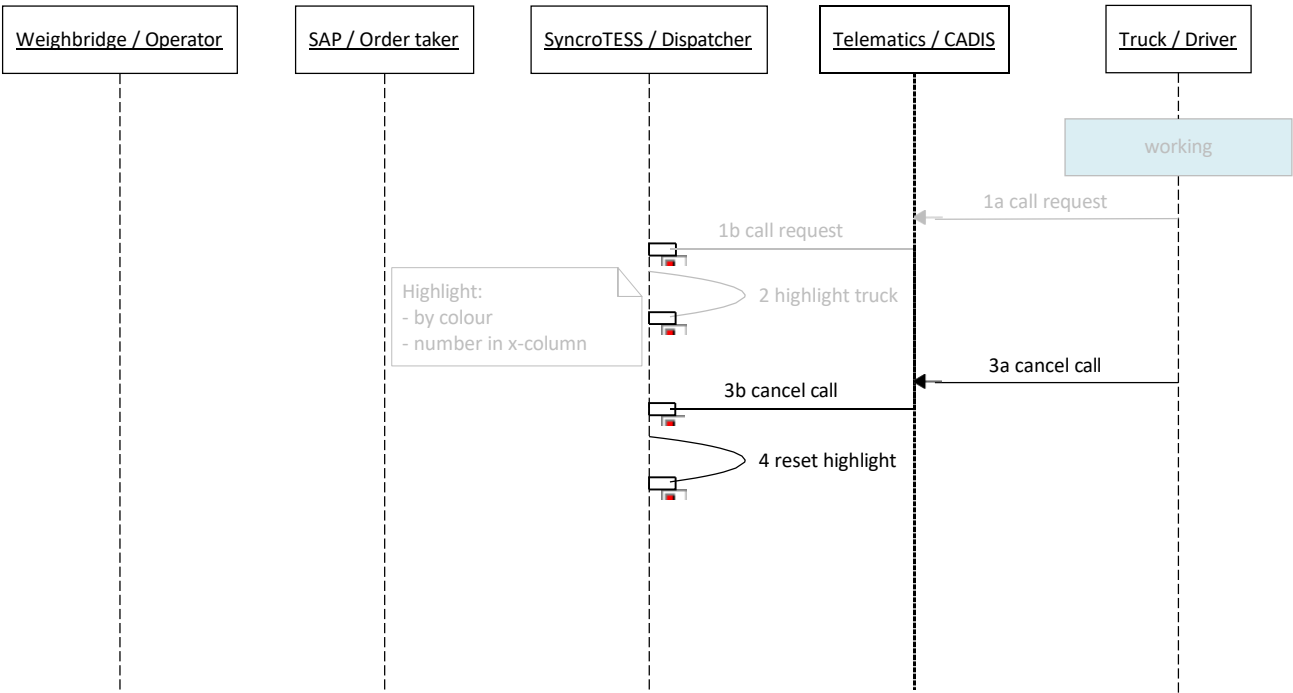 Weighbridge / Operator
SAP / Order taker
SyncroTESS / Dispatcher
Telematics / CADIS
Truck / Driver
working
1a call request
1b call request
Highlight:
- by colour
- number in x-column
2 highlight truck
3a cancel call
3b cancel call
4 reset highlight